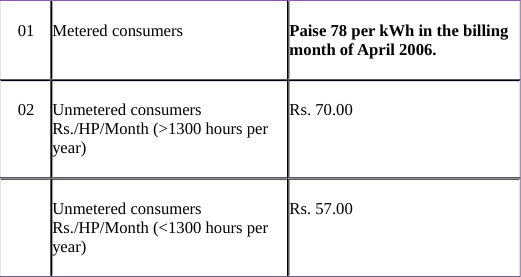 01 Metered consumers Paise 78 per kWh in the billing
month of April 2006.
02 Unmetered consumers Rs. 70.00
Rs./HP/Month (>1300 hours per
year)
Unmetered consumers Rs. 57.00
Rs./HP/Month (<1300 hours per
year)